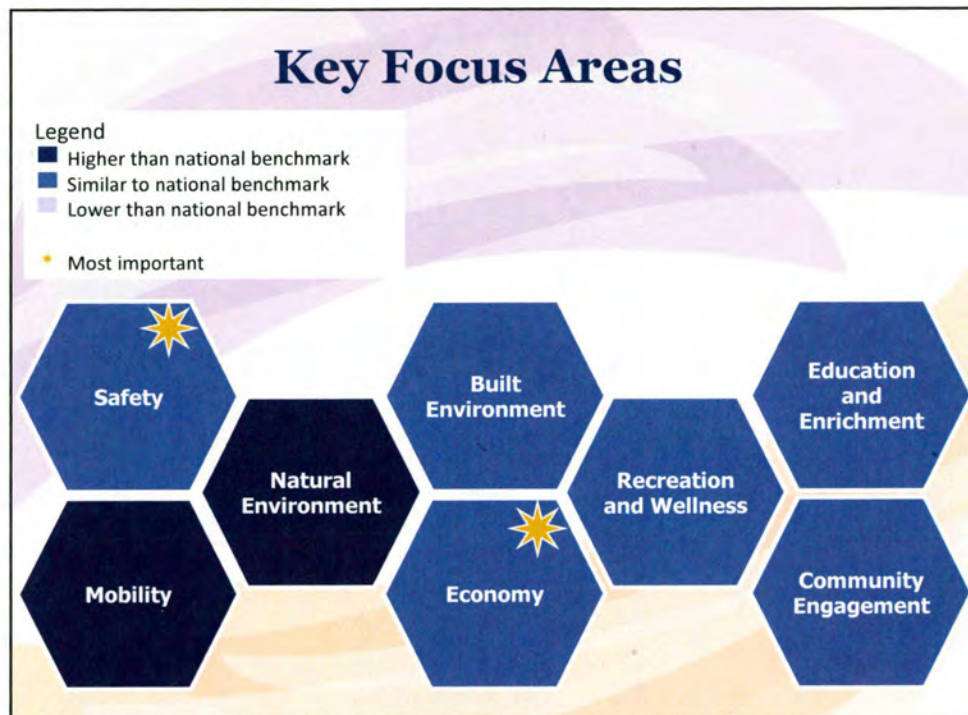 Key Focus Areas
Legend
Higher than national benchmark
Similar to national benchmark
Lower than national benchmark
Most important
Safety
Mobility
Natural
Environment
Built
Environment
Economy
Recreation
and Wellness
Education
and
Enrichment
Community
Engagement